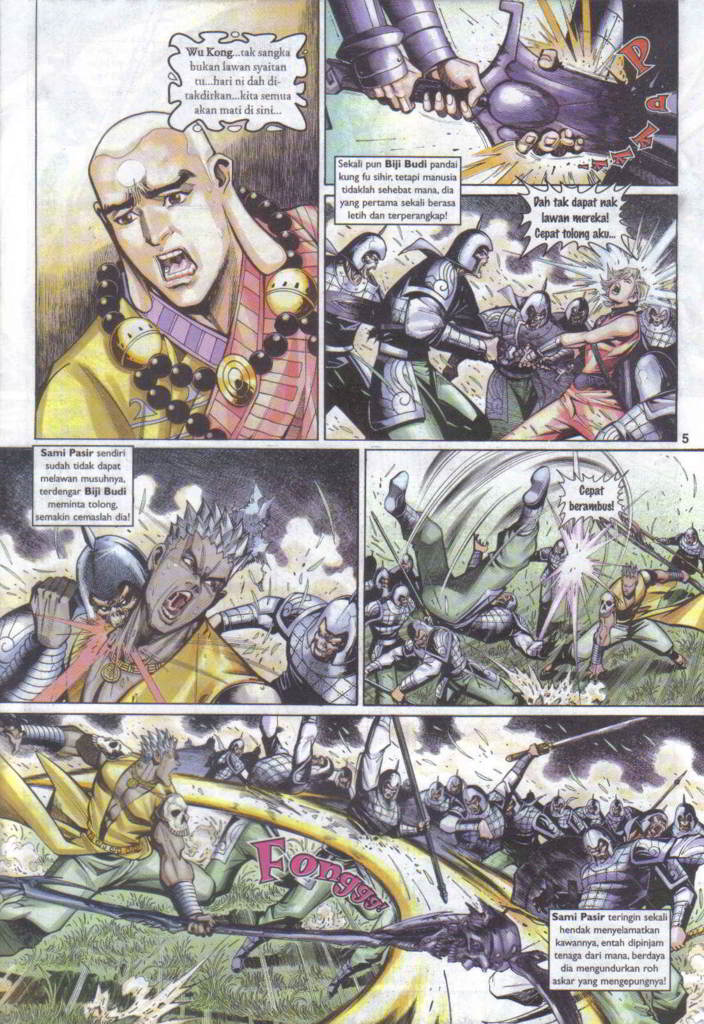 Wu Kong...tak sangka
bukan lawan syaitan
tu...hari ni dah di-
takdirkan...kita semua
akan mati di sini...
Prakkk
Sekali pun Biji Budi pandai
kung fu sihir, tetapi manusia
tidaklah sehebat mana, dia
yang pertama sekali berasa
letih dan terperangkap!
Dah tak dapat nak
lawan mereka!
Cepat tolong aku...
5
Sami Pasir sendiri
sudah tidak dapat
melawan musuhnya,
terdengar Biji Budi
meminta tolong,
semakin cemaslah dia!
Cepat
berambus!
Fonggg
Sami Pasir teringin sekali
hendak menyelamatkan
kawannya, entah dipinjam
tenaga dari mana, berdaya
dia mengundurkan roh
askar yang mengepungnya!